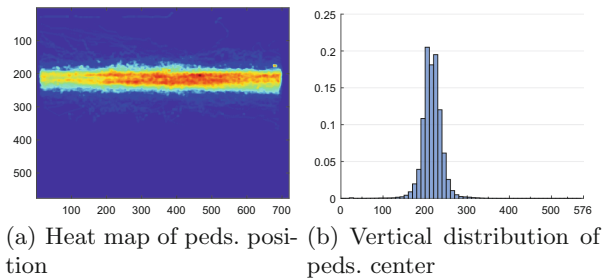 100
200
300
400
500
100 200 300 400 500 600 700
0.25
0.2
0.15
0.1
0.05
0
0 100 200 300 400 500 576
(a) Heat map of peds. posi-
tion
(b) Vertical distribution of
peds. center